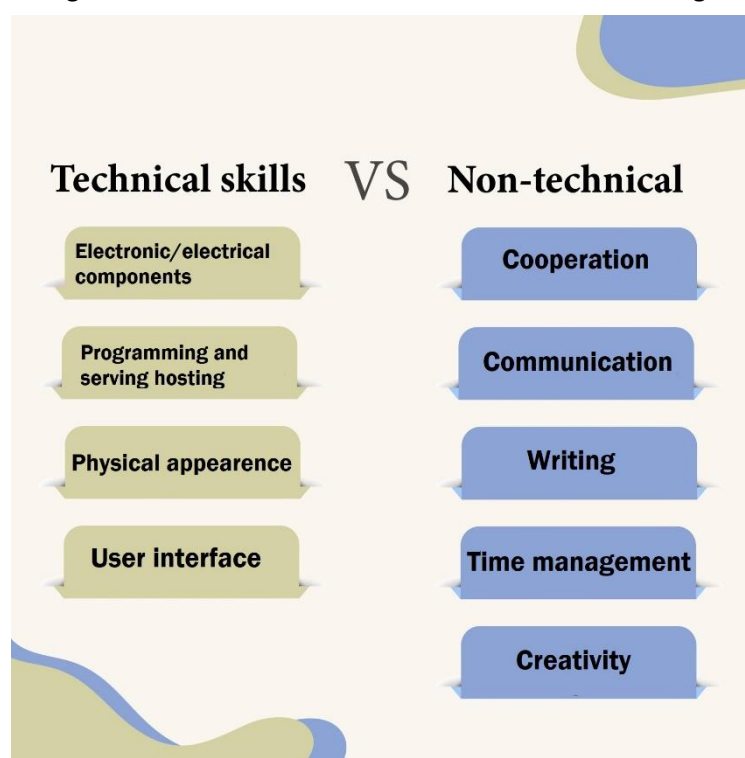 Technical skills VS Non-technical
Electronic/electrical
components
Programming and
serving hosting
Physical appearence
User interface
Cooperation
Communication
Writing
Time management
Creativity